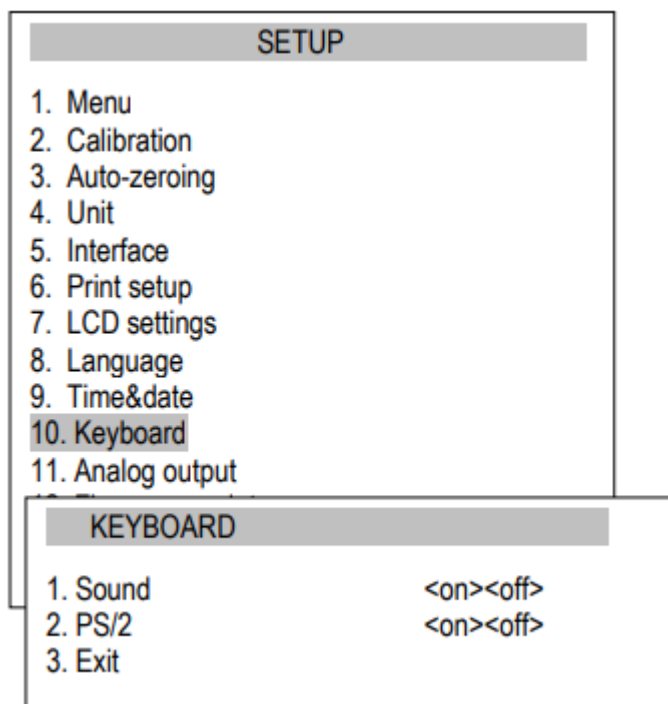 SETUP
1. Menu
2. Calibration
3. Auto-zeroing
4. Unit
5. Interface
6. Print setup
7. LCD settings
8. Language
9. Time&date
10. Keyboard
11. Analog output
KEYBOARD
1. Sound <on><off>
2. PS/2 <on><off>
3. Exit